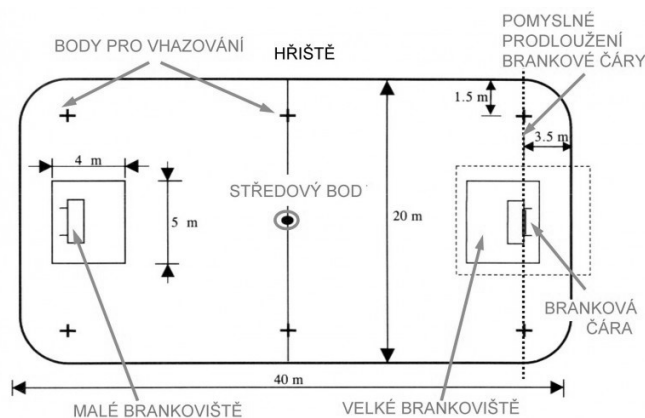 BODY PRO VHAZOVÁNÍ
HŘIŠTĚ
POMYSLNÉ
PRODLOUŽENÍ
BRANKOVÉ ČÁRY
1.5 m
3.5 m
4 m
5 m
STŘEDOVÝ BOD
20 m
BRANKOVÁ
ČÁRA
40 m
MALÉ BRANKOVIŠTĚ
VELKÉ BRANKOVIŠTĚ